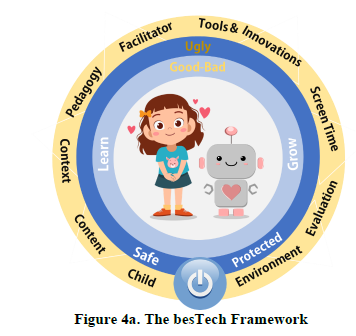 Tools & Innovations
Screen Time
Evaluation
Environment
Child
Content
Context
Pedagogy
Facilitator
Ugly
Protected
Safe
Good-Bad
Grow
Learn
Figure 4a. The besTech Framework